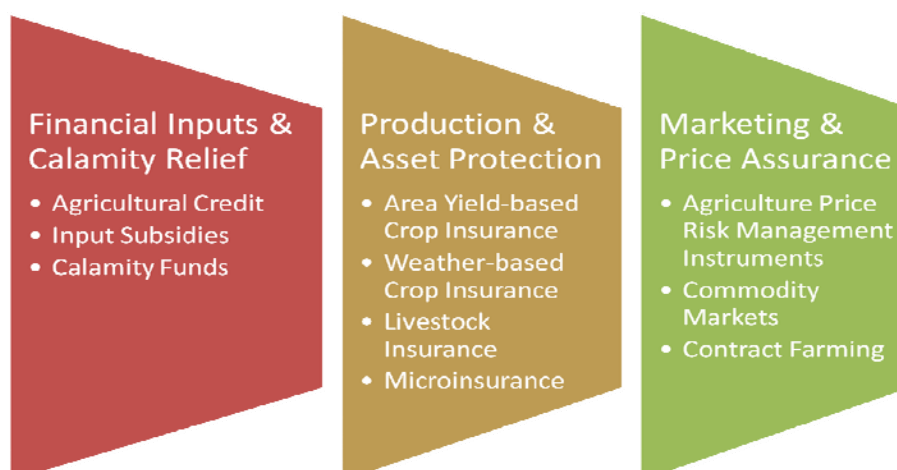 Financial Inputs &
Calamity Relief
• Agricultural Credit
• Input Subsidies
• Calamity Funds
Production &
Asset Protection
• Area Yield-based
Crop Insurance
• Weather-based
Crop Insurance
• Livestock
Insurance
• Microinsurance
Marketing &
Price Assurance
• Agriculture Price
Risk Management
Instruments
• Commodity
Markets
• Contract Farming